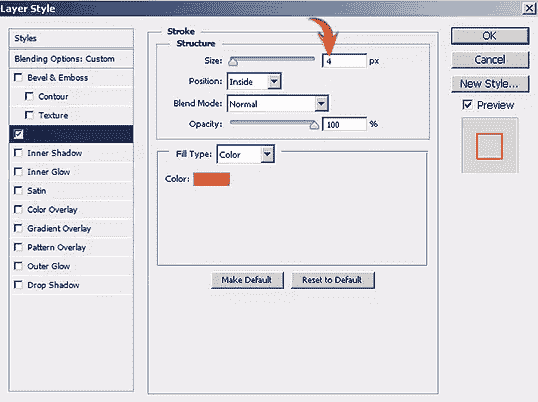 Layer Style
Styles
Blending Options: Custom
Bevel & Emboss
Contour
Texture
Inner Shadow
Inner Glow
Satin
Color Overlay
Gradient Overlay
Pattern Overlay
Outer Glow
Drop Shadow
Stroke
Structure
Size: 4 px
Position: Inside
Blend Mode: Normal
Opacity: 100 %
Fill Type: Color
Color:
Make Default Reset to Default
OK
Cancel
New Style...
Preview